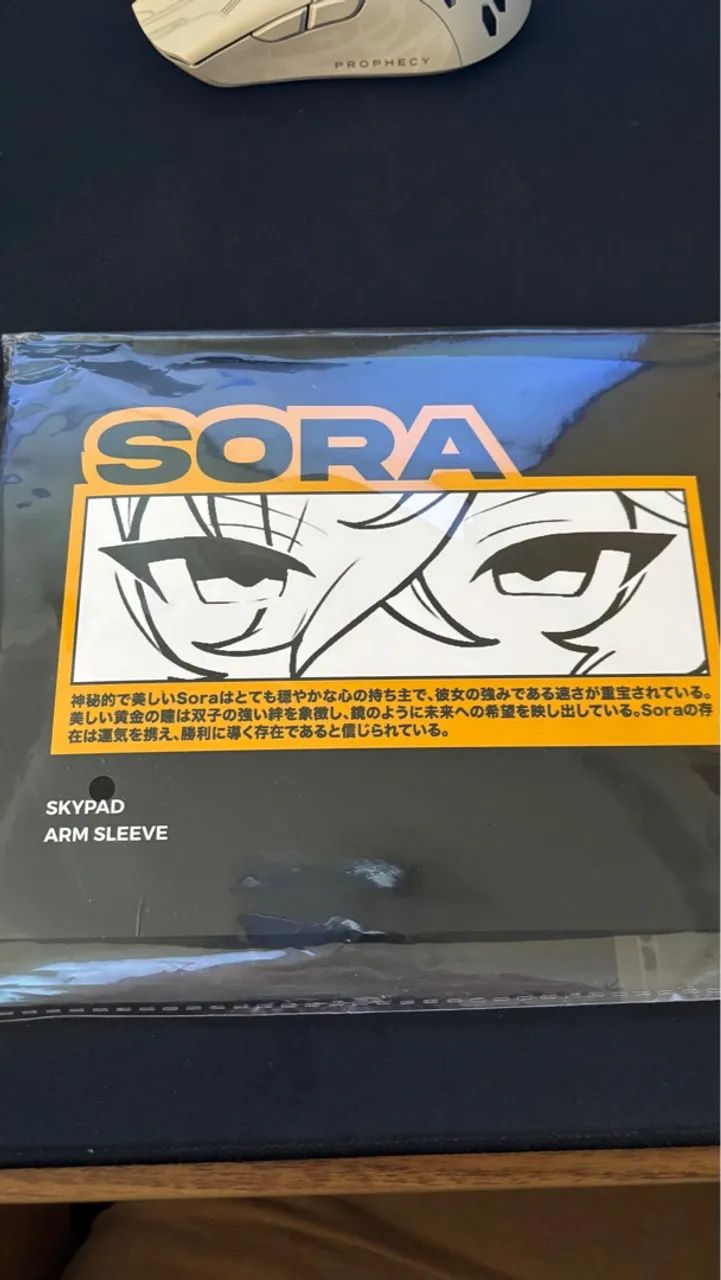 PROPHECY
SORA
神秘的で美しいSoraはとても穏やかな心の持ち主で、彼女の強みである速さが重宝されている。
美しい黄金の瞳は双子の強い絆を象徴し、鏡のように未来への希望を映し出している。Soraの存
在は運気を携え、勝利に導く存在であると信じられている。
SKYPAD
ARM SLEEVE